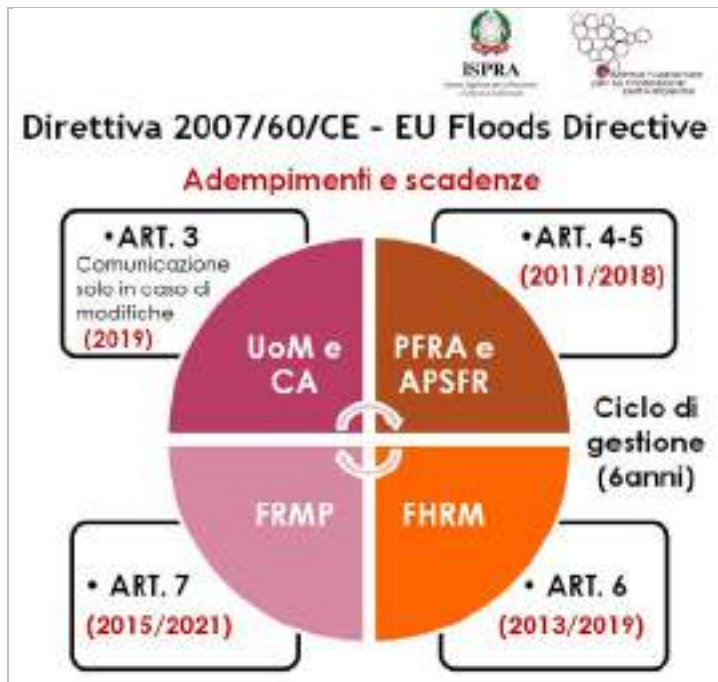 ISPRA
Direttiva 2007/60/CE - EU Floods Directive
Adempimenti e scadenze
•ART. 3
Comunicazione
solo in caso di
modifiche
(2019)
UoM e
CA
•ART. 4-5
(2011/2018)
PFRA e
APSFR
Ciclo di
gestione
(6anni)
FRMP
• ART. 7
(2015/2021)
FHRM
• ART. 6
(2013/2019)